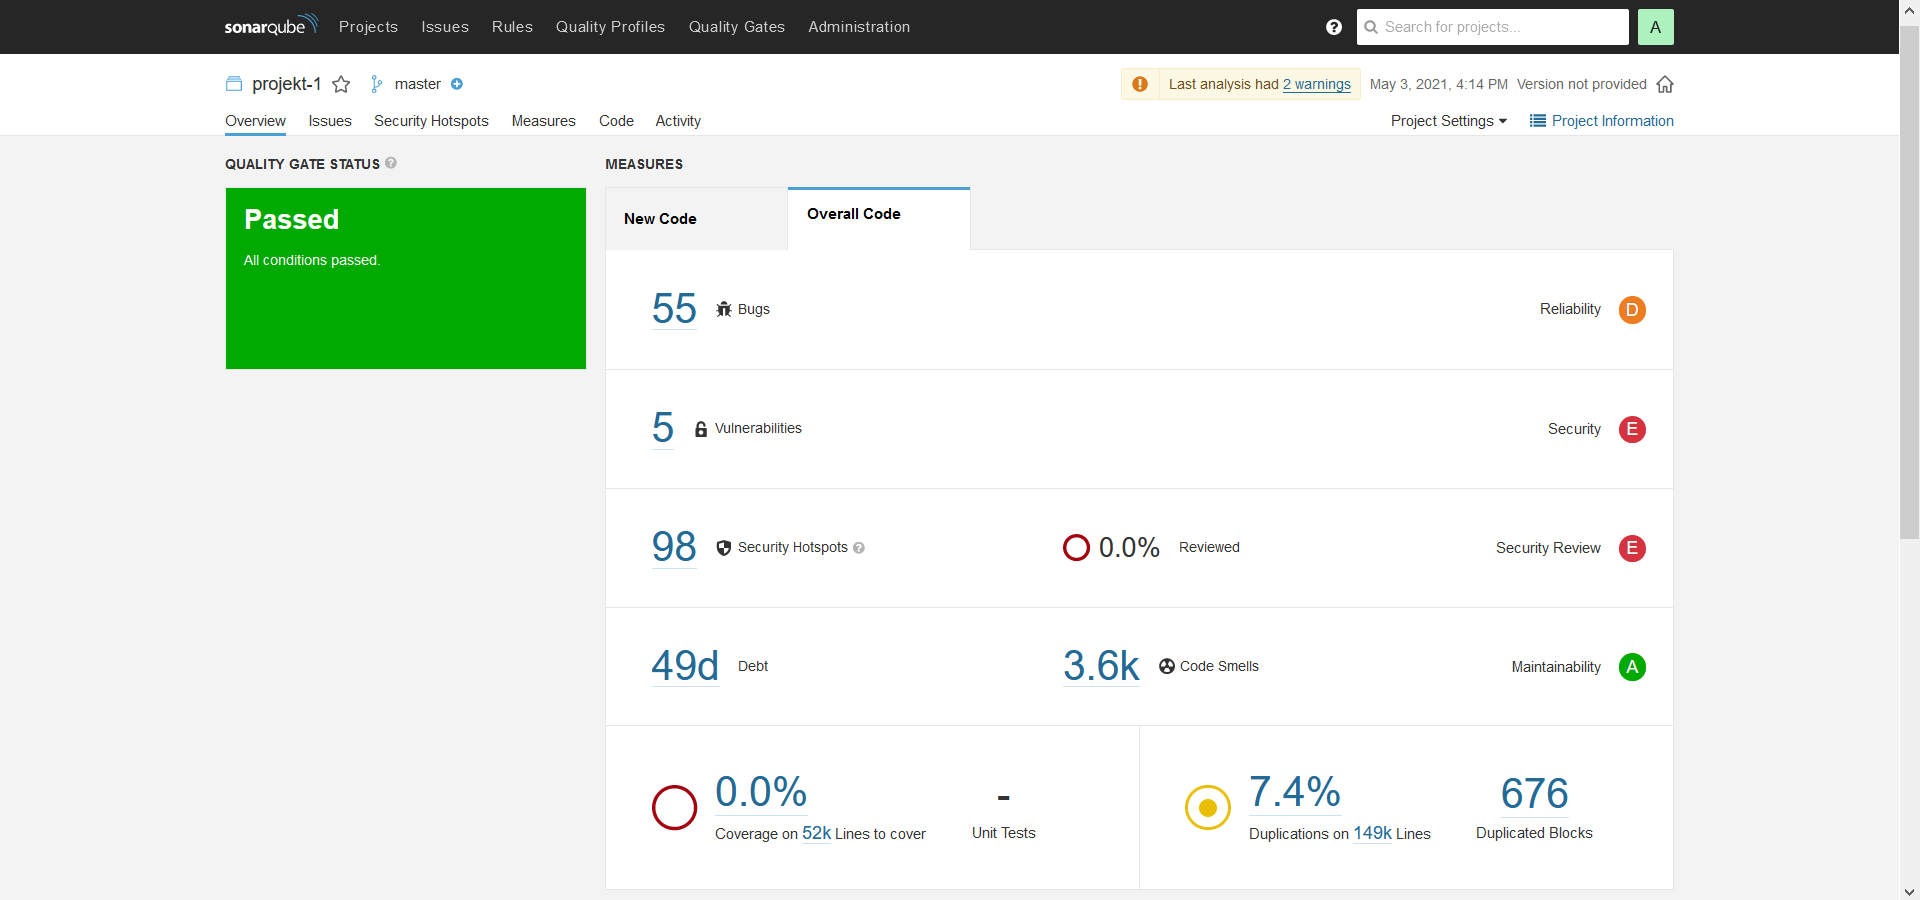 sonarqube Projects Issues Rules Quality Profiles Quality Gates Administration ? Search for projects... A
projekt-1 master Last analysis had 2 warnings May 3, 2021, 4:14 PM Version not provided
Overview Issues Security Hotspots Measures Code Activity Project Settings Project Information
QUALITY GATE STATUS ?
Passed
All conditions passed.
MEASURES
New Code Overall Code
55 Bugs Reliability D
5 Vulnerabilities Security E
98 Security Hotspots ? 0.0% Reviewed Security Review E
49d Debt 3.6k Code Smells Maintainability A
0.0% - 7.4% 676
Coverage on 52k Lines to cover Unit Tests Duplications on 149k Lines Duplicated Blocks